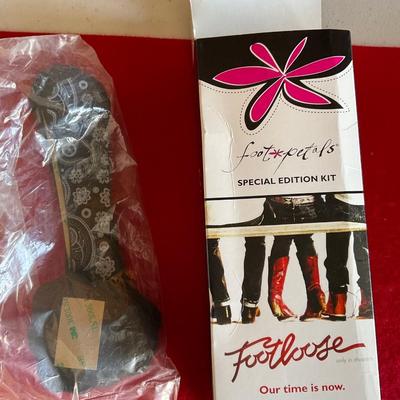 foot petals®
SPECIAL EDITION KIT
Footloose
Our time is now.